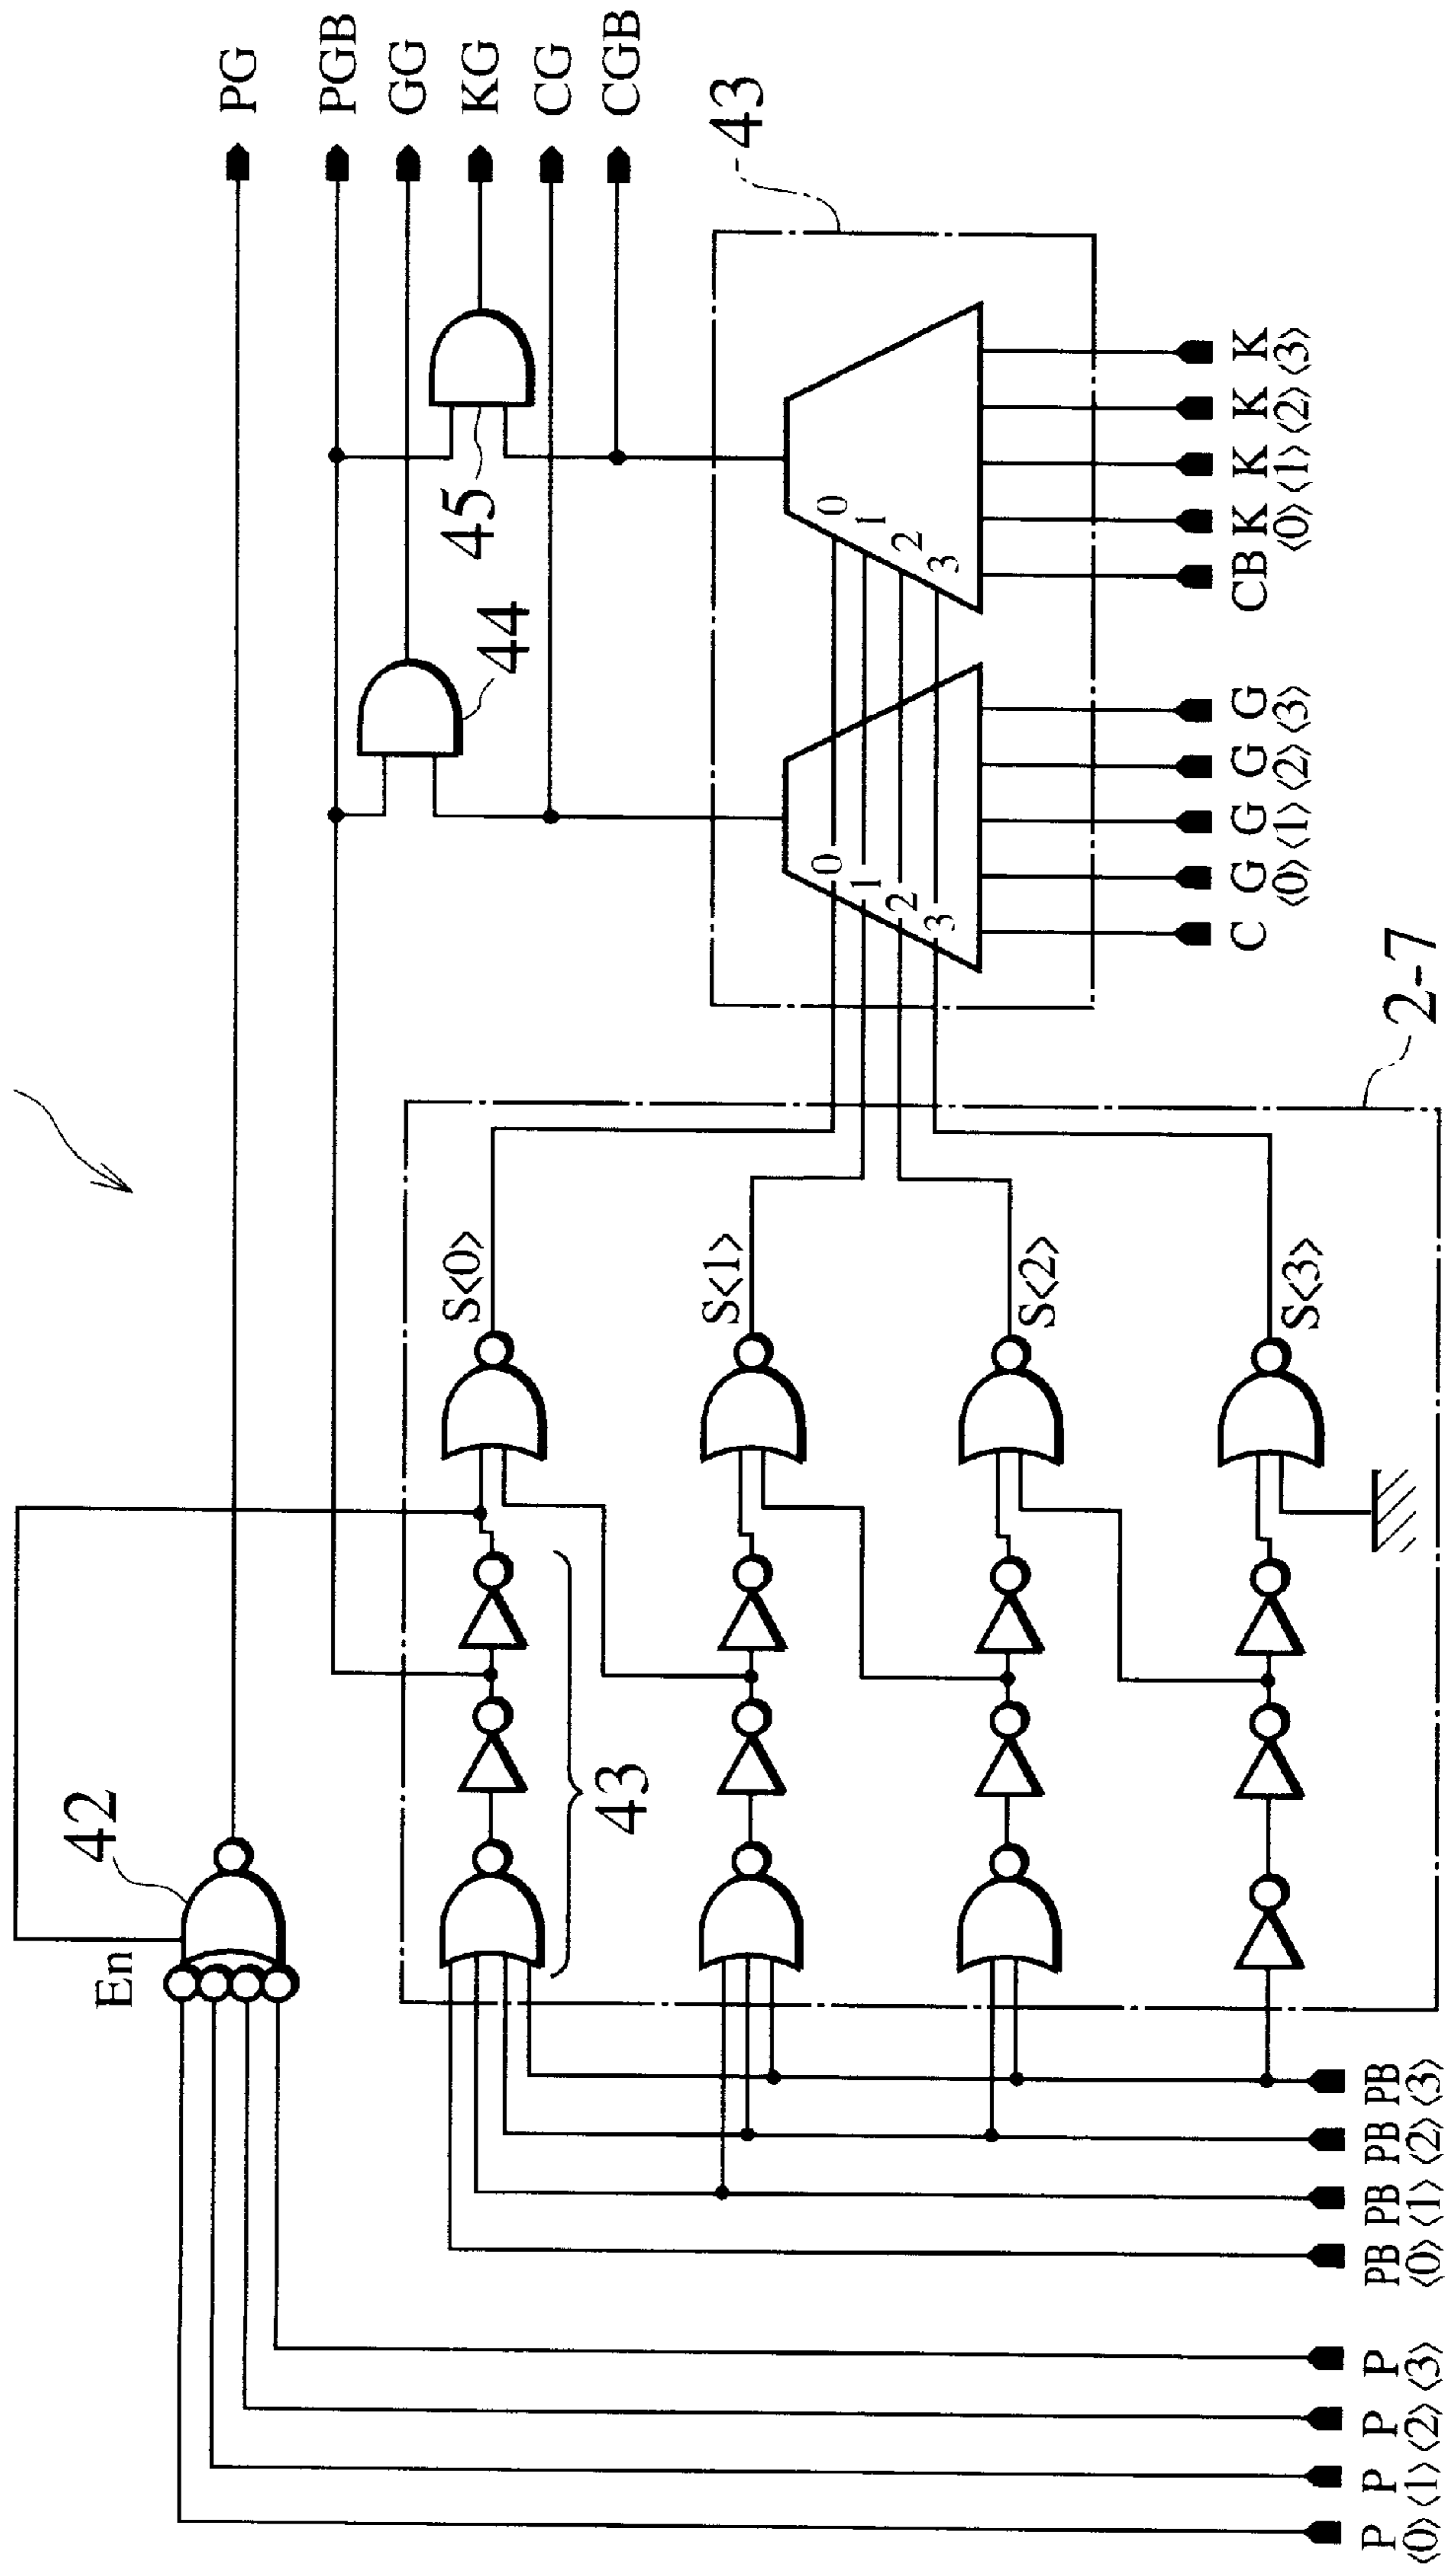 PG
PGB
GG
KG
CG
CGB
43
45
44
K ⟨3⟩
K ⟨2⟩
K ⟨1⟩
K ⟨0⟩
CB
0
1
2
3
G ⟨3⟩
G ⟨2⟩
G ⟨1⟩
G ⟨0⟩
C
0
1
2
3
2-7
S⟨0⟩
S⟨1⟩
S⟨2⟩
S⟨3⟩
42
En
43
PB ⟨3⟩
PB ⟨2⟩
PB ⟨1⟩
PB ⟨0⟩
P ⟨3⟩
P ⟨2⟩
P ⟨1⟩
P ⟨0⟩